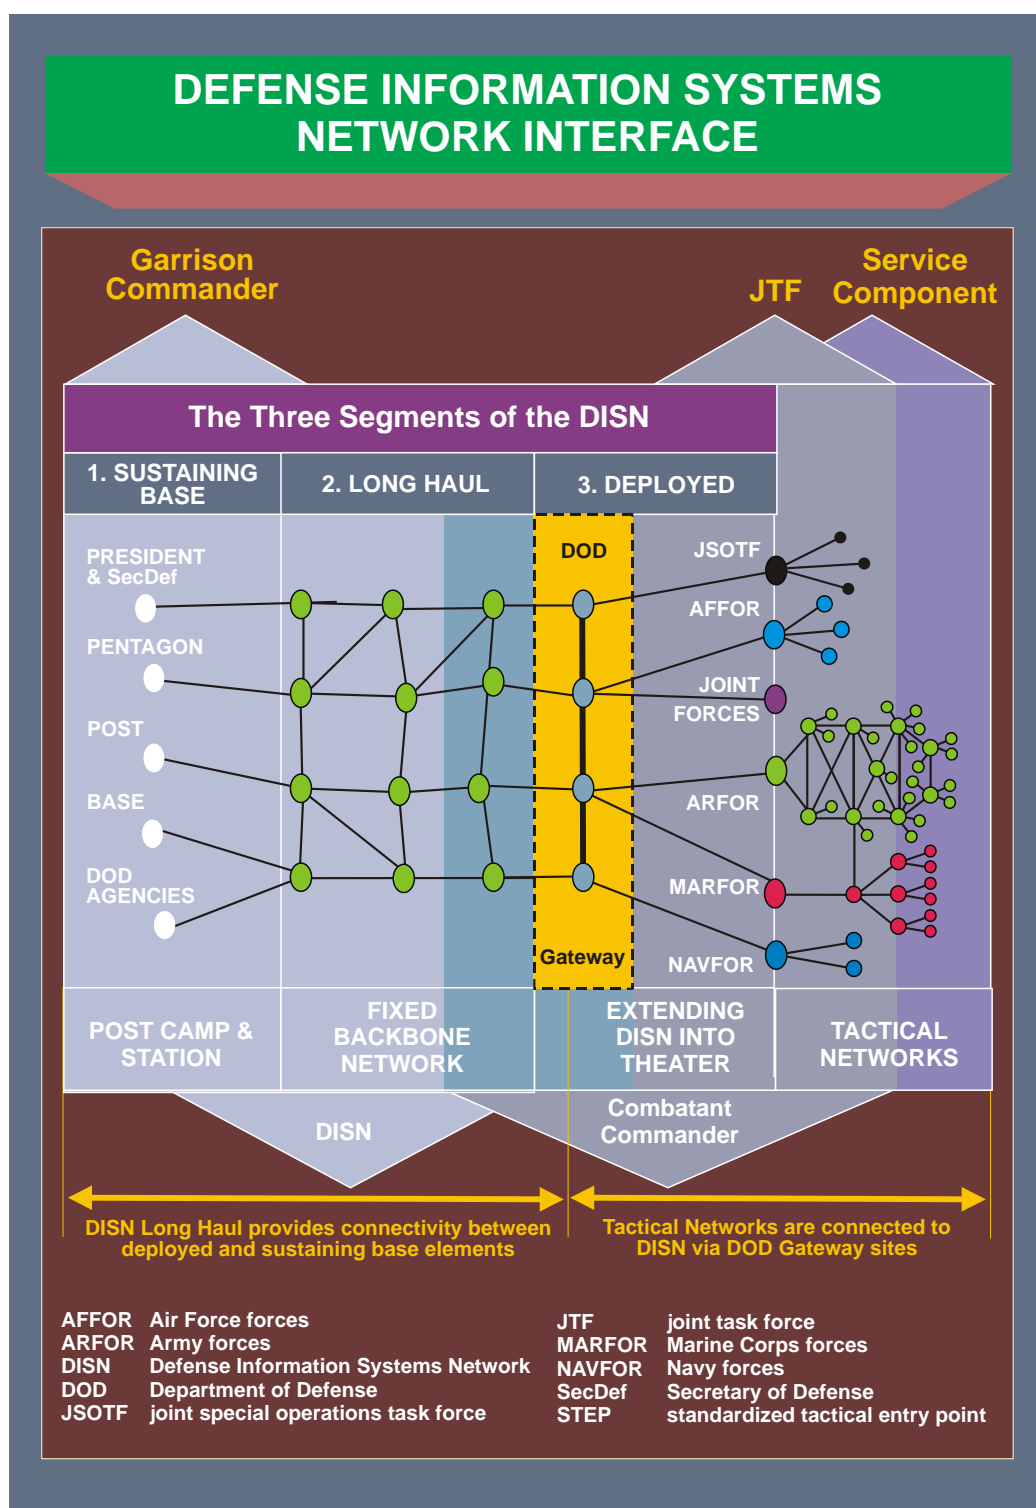 DEFENSE INFORMATION SYSTEMS
NETWORK INTERFACE
Garrison
Commander
JTF
Service
Component
The Three Segments of the DISN
1. SUSTAINING
BASE
2. LONG HAUL
3. DEPLOYED
PRESIDENT
& SecDef
PENTAGON
POST
BASE
DOD
AGENCIES
DOD
Gateway
JSOTF
AFFOR
JOINT
FORCES
ARFOR
MARFOR
NAVFOR
POST CAMP &
STATION
FIXED
BACKBONE
NETWORK
EXTENDING
DISN INTO
THEATER
TACTICAL
NETWORKS
DISN
Combatant
Commander
DISN Long Haul provides connectivity between
deployed and sustaining base elements
Tactical Networks are connected to
DISN via DOD Gateway sites
AFFOR Air Force forces
ARFOR Army forces
DISN Defense Information Systems Network
DOD Department of Defense
JSOTF joint special operations task force
JTF joint task force
MARFOR Marine Corps forces
NAVFOR Navy forces
SecDef Secretary of Defense
STEP standardized tactical entry point